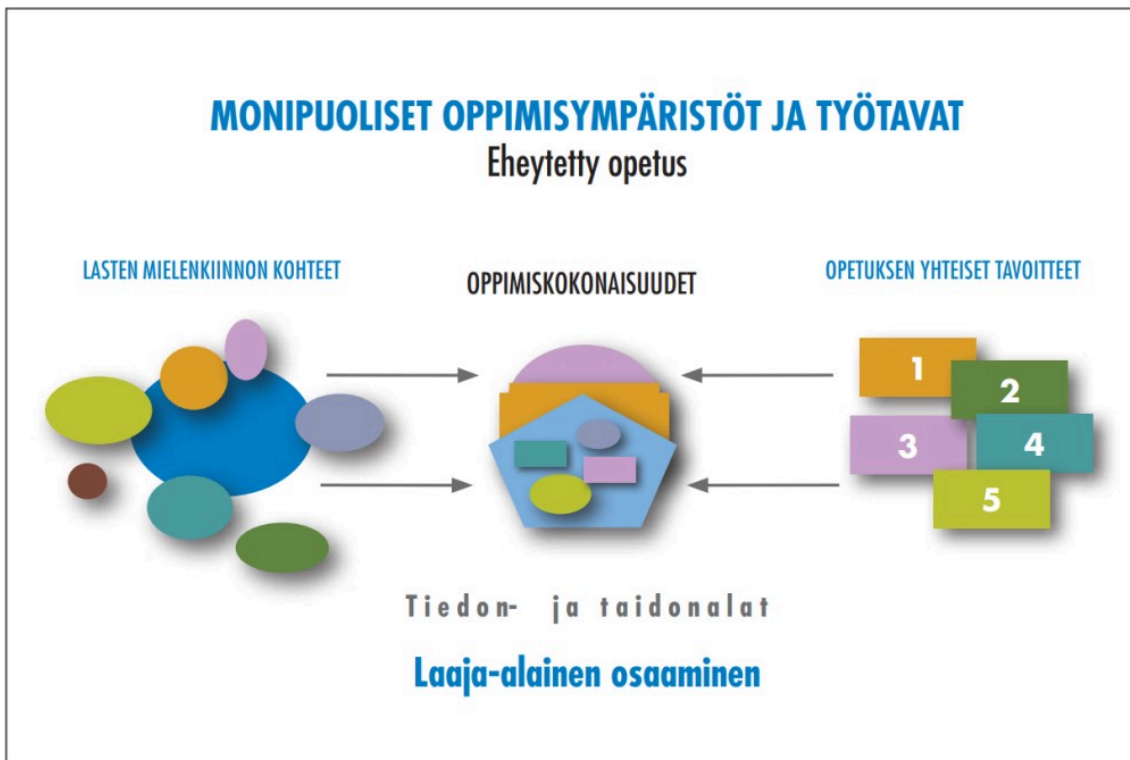 MONIPUOLISET OPPIMISYMPÄRISTÖT JA TYÖTAVAT
Eheytetty opetus
LASTEN MIELENKIINNON KOHTEET
OPPIMISKOKONAISUUDET
OPETUKSEN YHTEISET TAVOITTEET
1
2
3
4
5
Tiedon- ja taidonalat
Laaja-alainen osaaminen